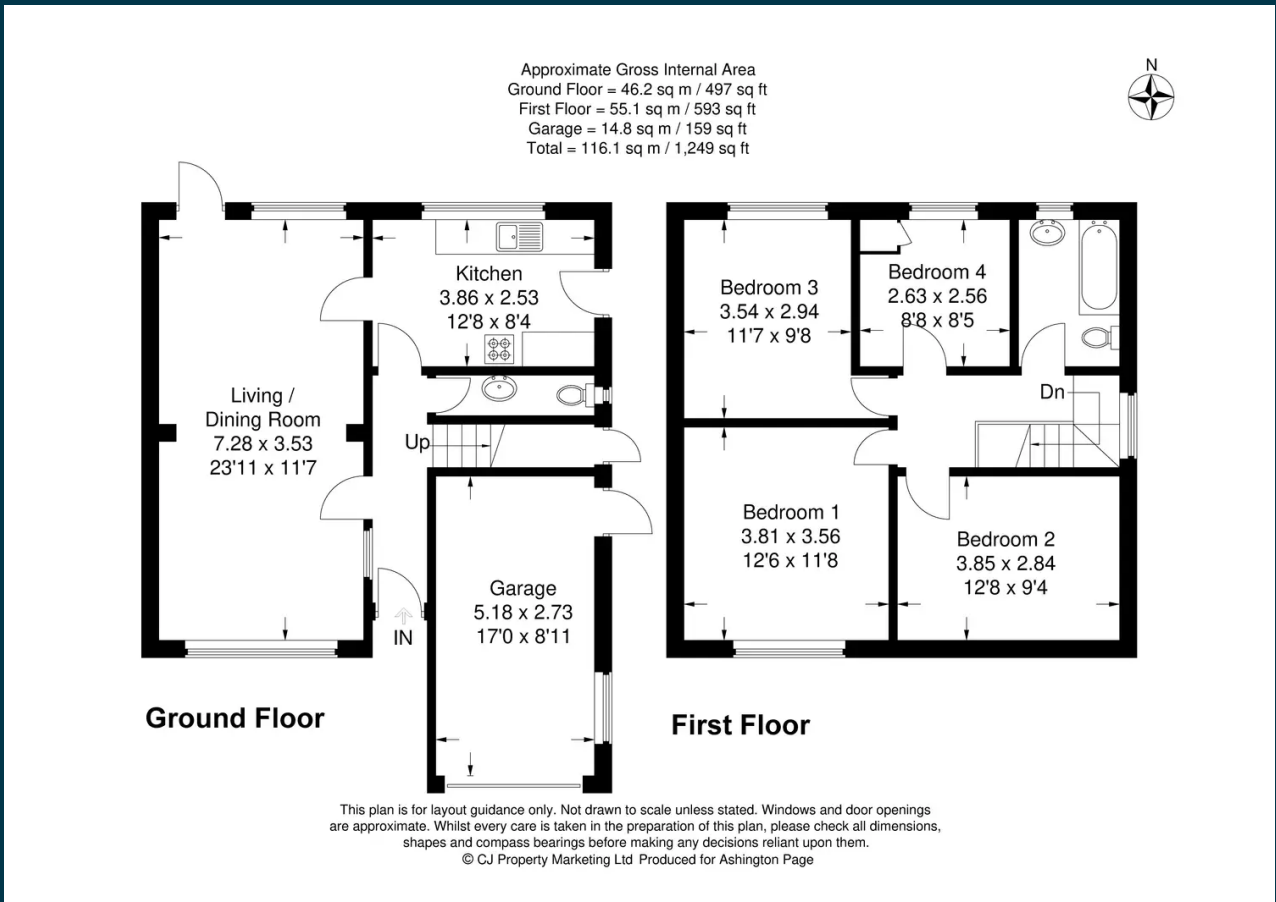 Approximate Gross Internal Area
Ground Floor = 46.2 sq m / 497 sq ft
First Floor = 55.1 sq m / 593 sq ft
Garage = 14.8 sq m / 159 sq ft
Total = 116.1 sq m / 1,249 sq ft
N
Kitchen
3.86 x 2.53
12'8 x 8'4
Living /
Dining Room
7.28 x 3.53
23'11 x 11'7
Up
Garage
5.18 x 2.73
17'0 x 8'11
IN
Ground Floor
Bedroom 3
3.54 x 2.94
11'7 x 9'8
Bedroom 4
2.63 x 2.56
8'8 x 8'5
Dn
Bedroom 1
3.81 x 3.56
12'6 x 11'8
Bedroom 2
3.85 x 2.84
12'8 x 9'4
First Floor
This plan is for layout guidance only. Not drawn to scale unless stated. Windows and door openings
are approximate. Whilst every care is taken in the preparation of this plan, please check all dimensions,
shapes and compass bearings before making any decisions reliant upon them.
© CJ Property Marketing Ltd Produced for Ashington Page